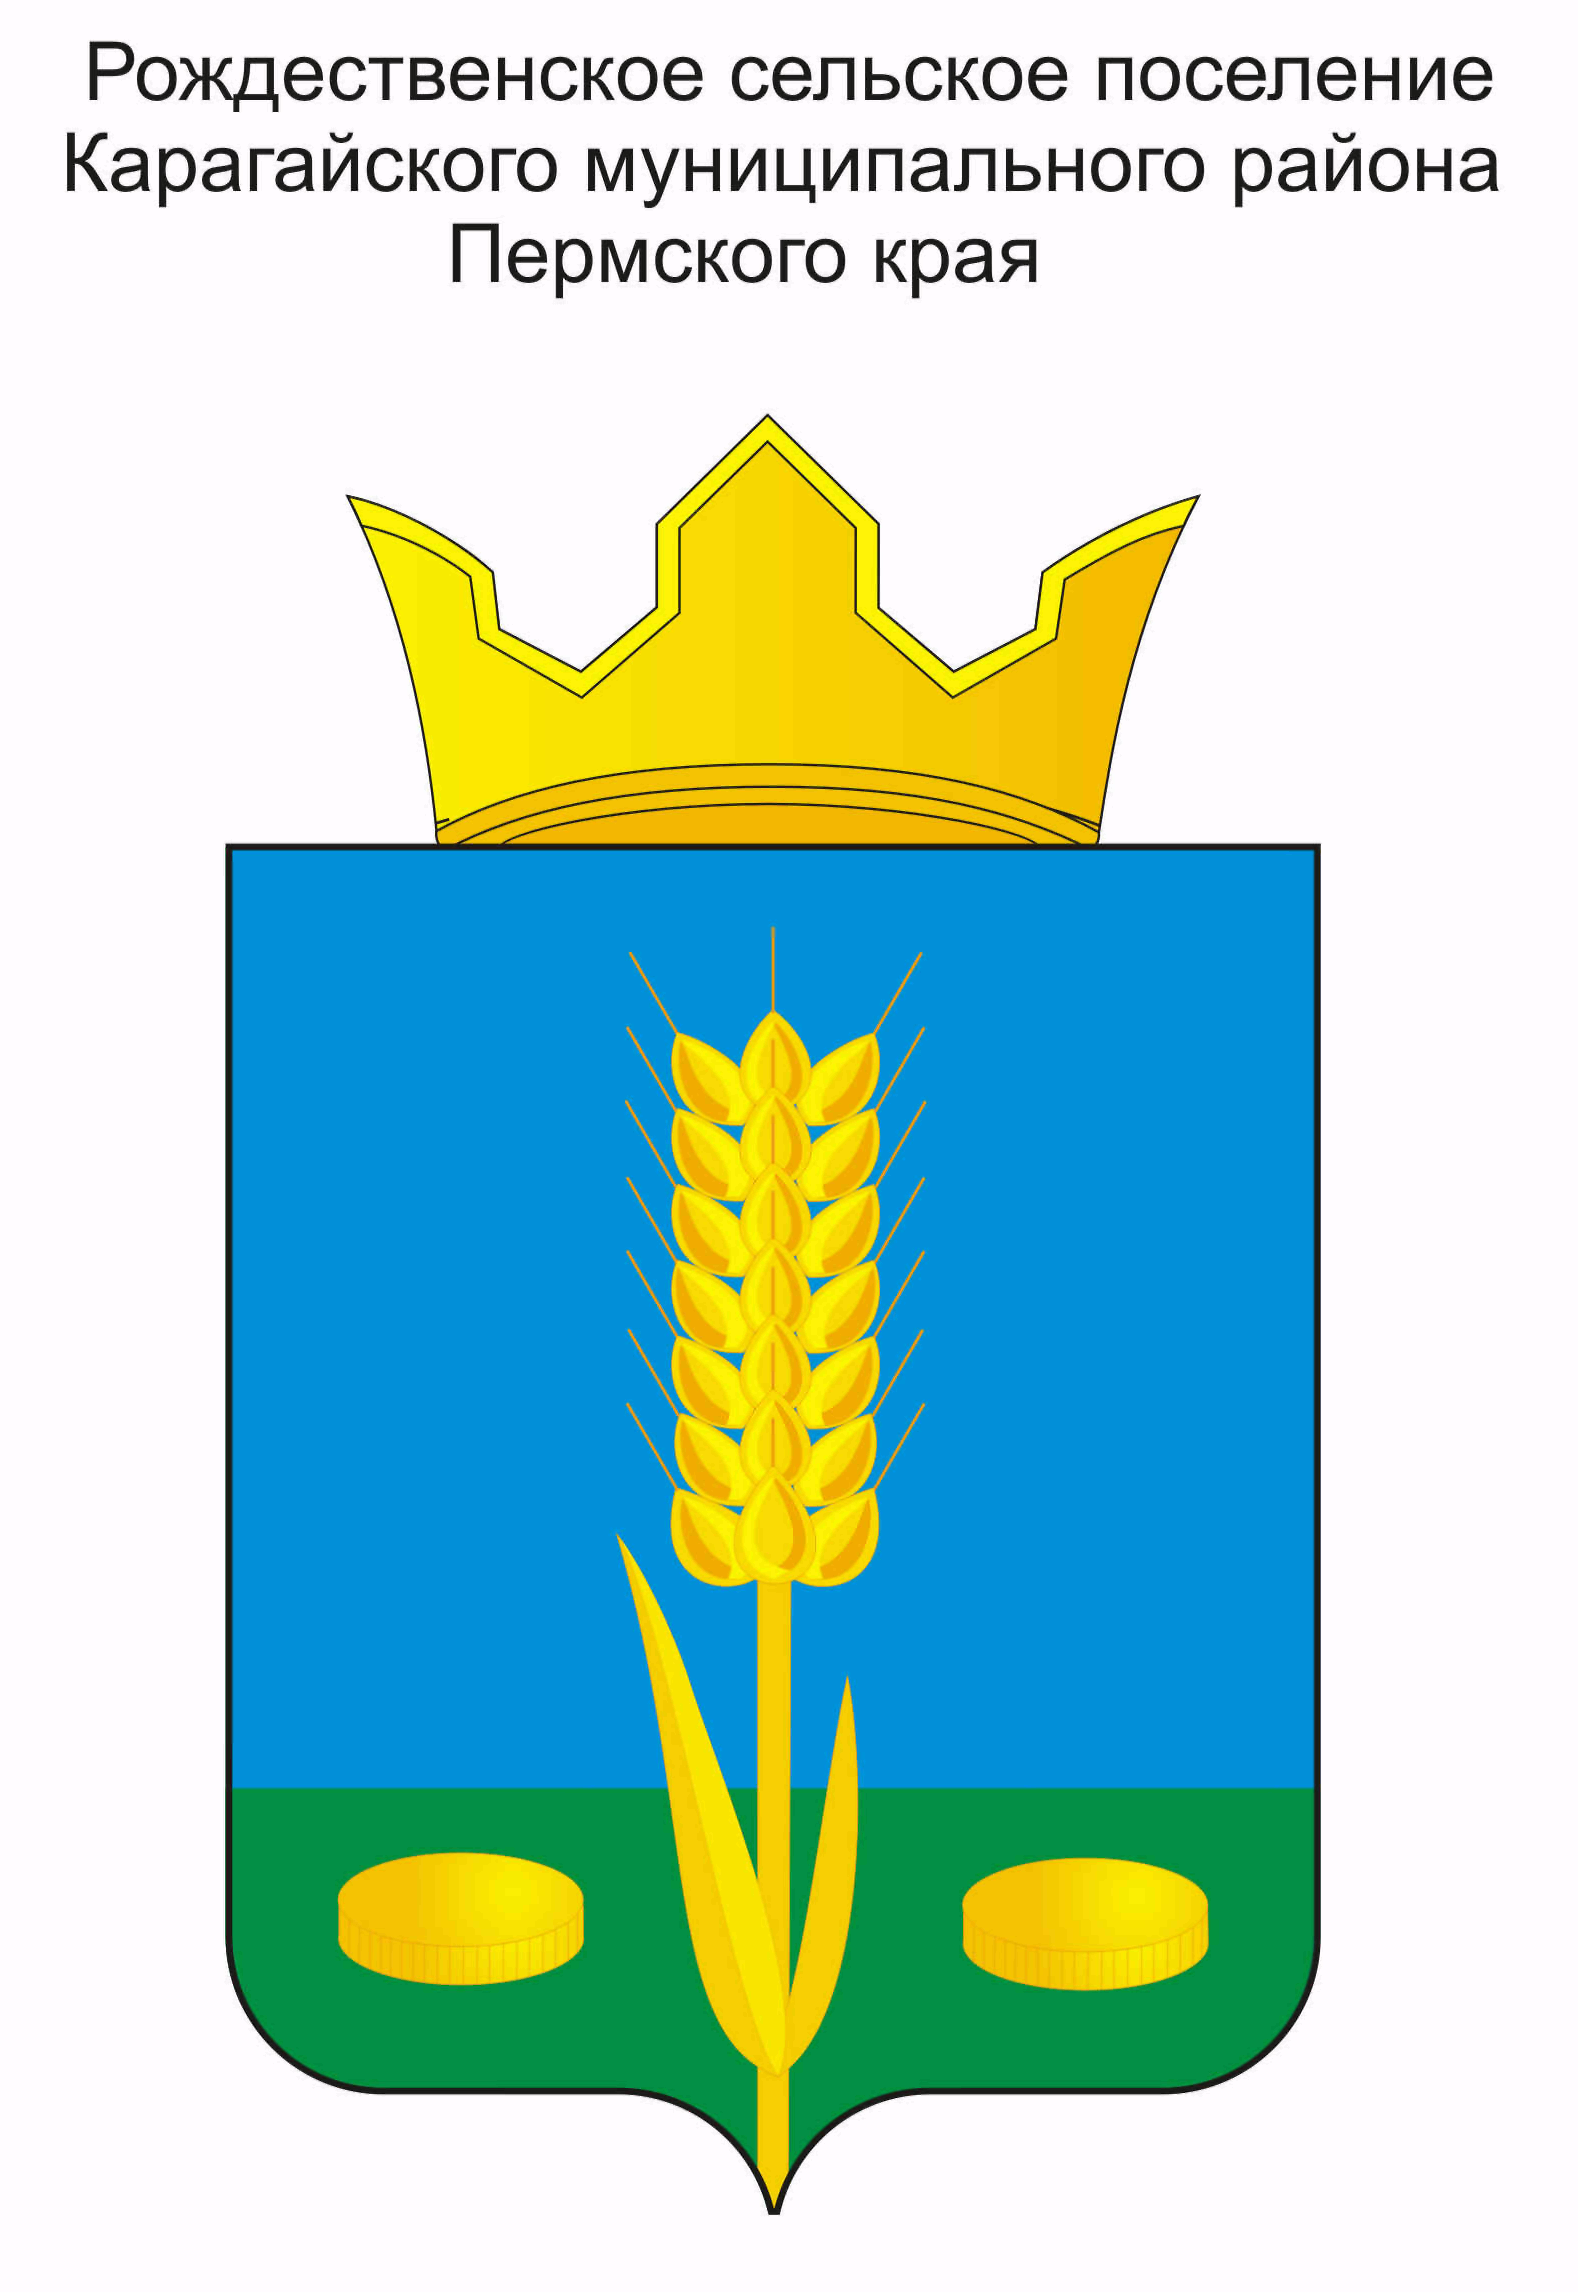 Рождественское сельское поселение
Карагайского муниципального района
Пермского края